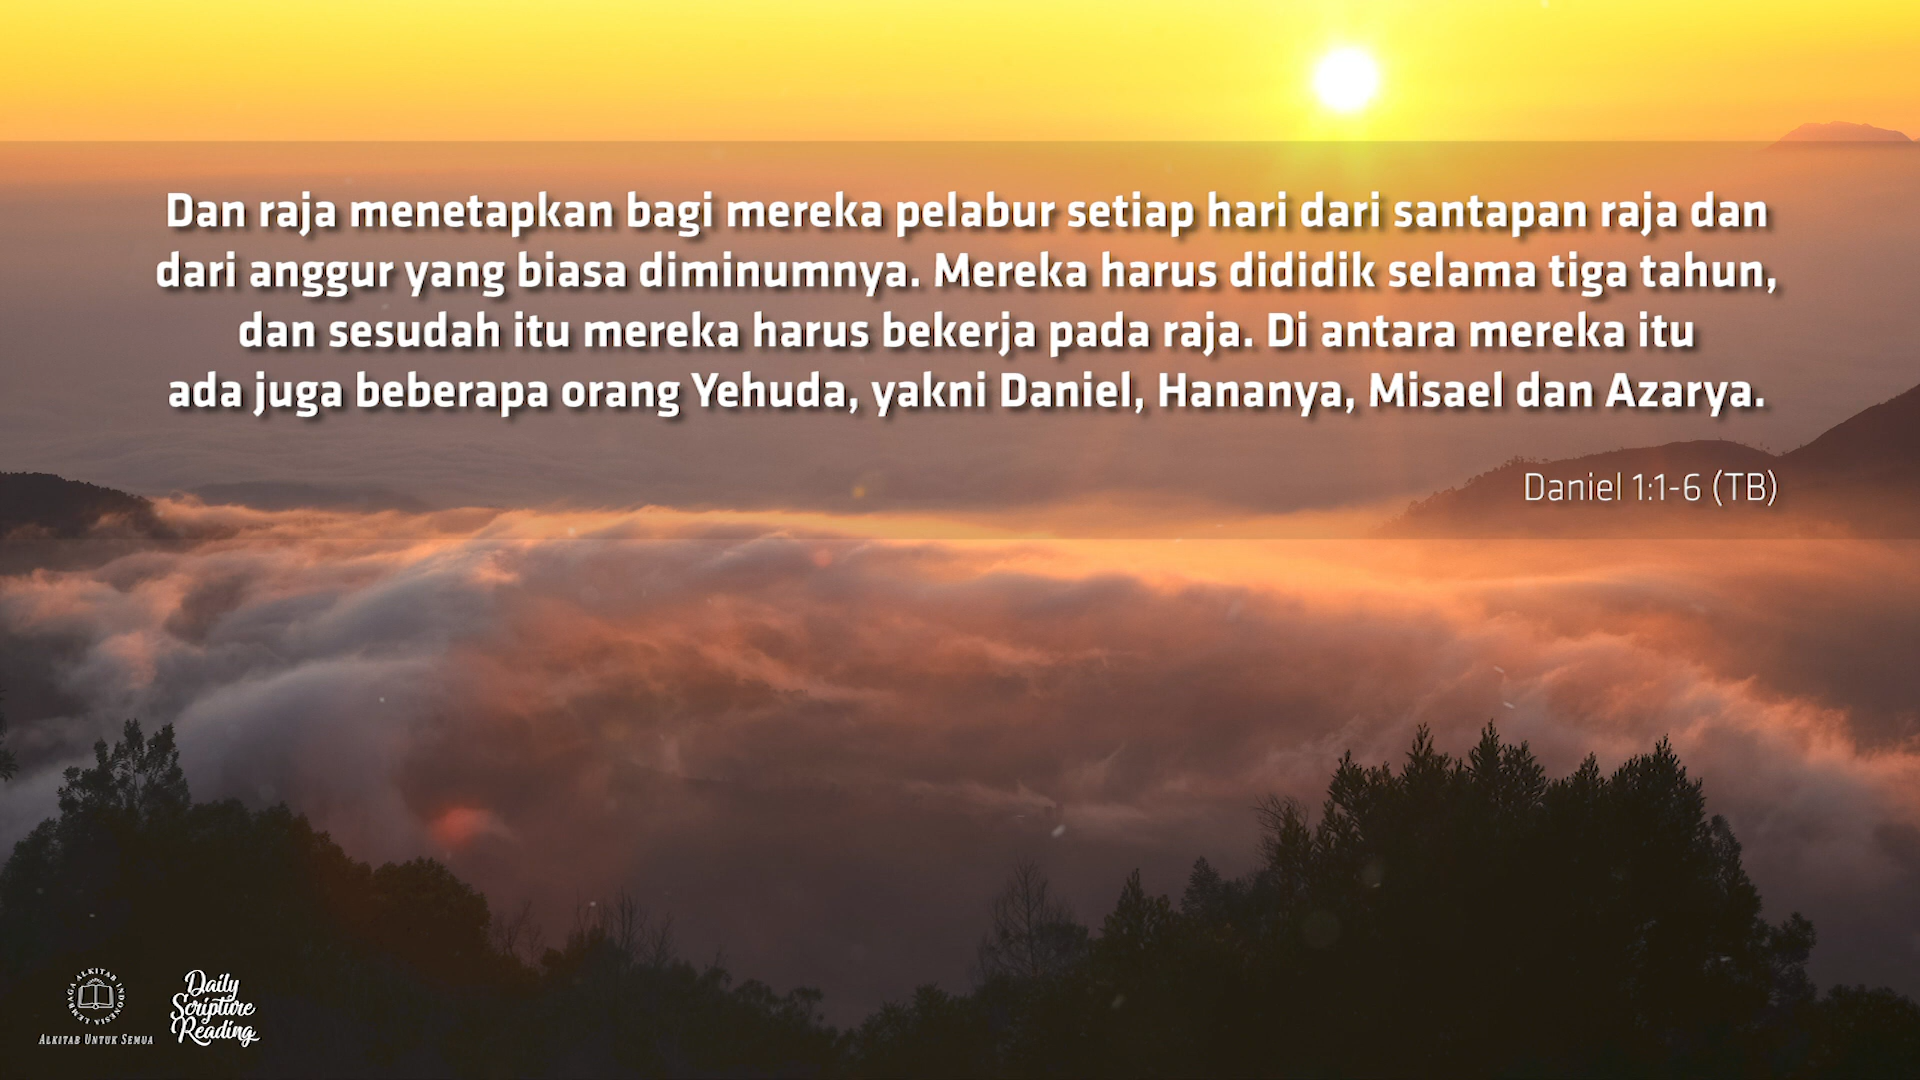 Dan raja menetapkan bagi mereka pelabur setiap hari dari santapan raja dan
dari anggur yang biasa diminumnya. Mereka harus dididik selama tiga tahun,
dan sesudah itu mereka harus bekerja pada raja. Di antara mereka itu
ada juga beberapa orang Yehuda, yakni Daniel, Hananya, Misael dan Azarya.
Daniel 1:1-6 (TB)
LEMBAGA ALKITAB INDONESIA
Alkitab Untuk Semua
Daily
Scripture
Reading